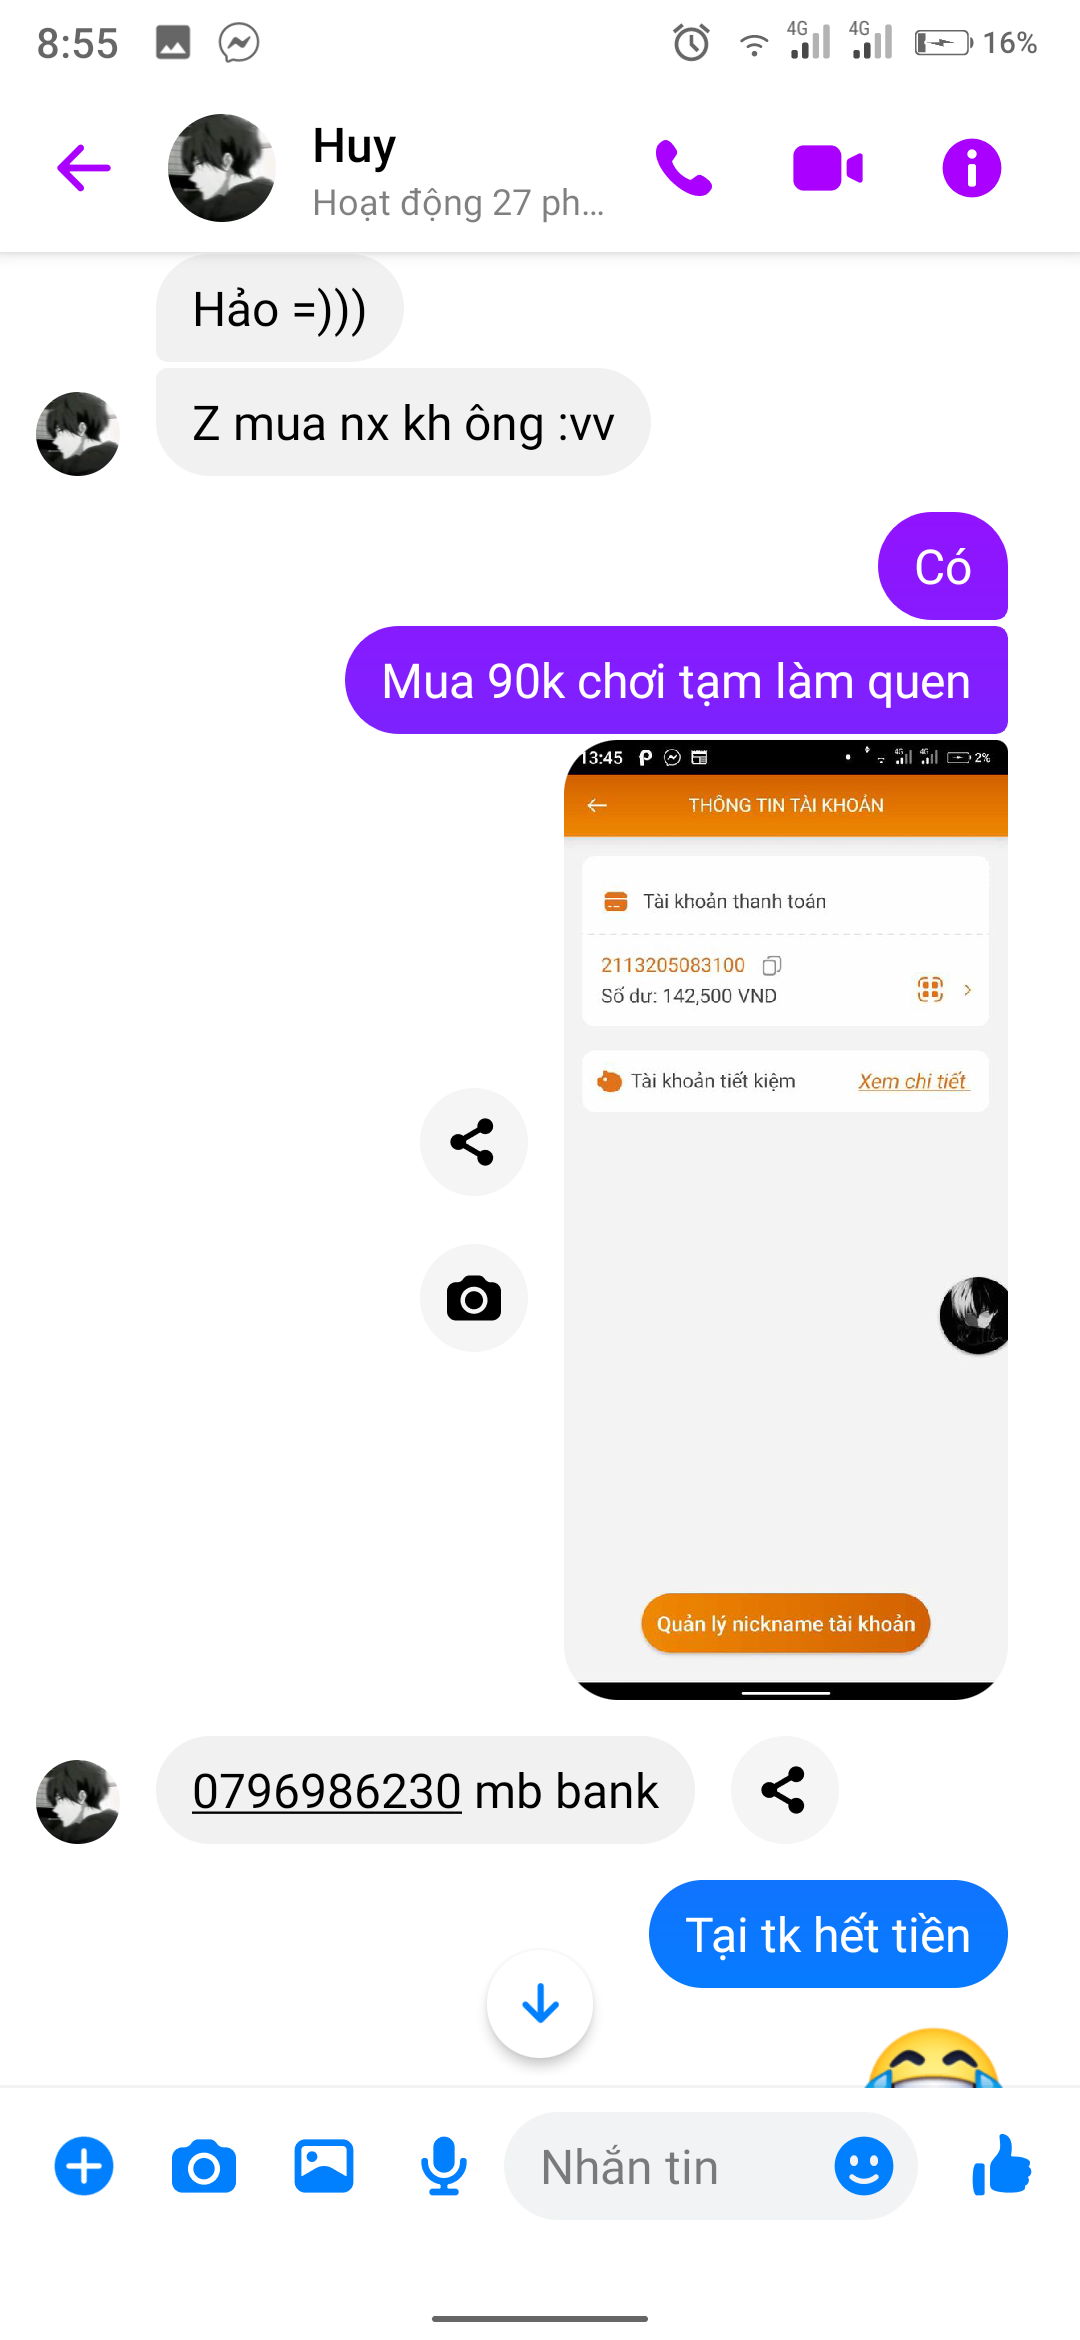 8:55
4G
4G
16%
Huy
Hoạt động 27 ph...
Hảo =)))
Z mua nx kh ông :vv
Có
Mua 90k chơi tạm làm quen
13:45
4G
4G
2%
THÔNG TIN TÀI KHOẢN
Tài khoản thanh toán
2113205083100
Số dư: 142,500 VND
Tài khoản tiết kiệm
Xem chi tiết
Quản lý nickname tài khoản
0796986230 mb bank
Tại tk hết tiền
Nhắn tin